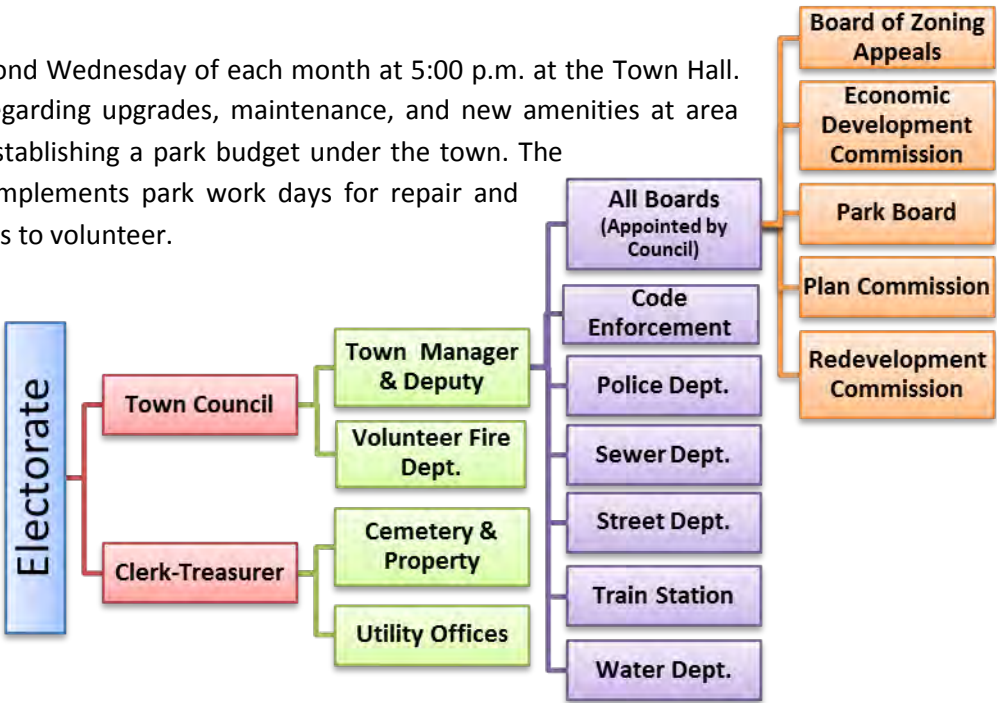 ond Wednesday of each month at 5:00 p.m. at the Town Hall.
egarding upgrades, maintenance, and new amenities at area
stablishing a park budget under the town. The
mplements park work days for repair and
s to volunteer.
Electorate
Town Council
Clerk-Treasurer
Town Manager
& Deputy
Volunteer Fire
Dept.
Cemetery &
Property
Utility Offices
All Boards
(Appointed by
Council)
Code
Enforcement
Police Dept.
Sewer Dept.
Street Dept.
Train Station
Water Dept.
Board of Zoning
Appeals
Economic
Development
Commission
Park Board
Plan Commission
Redevelopment
Commission